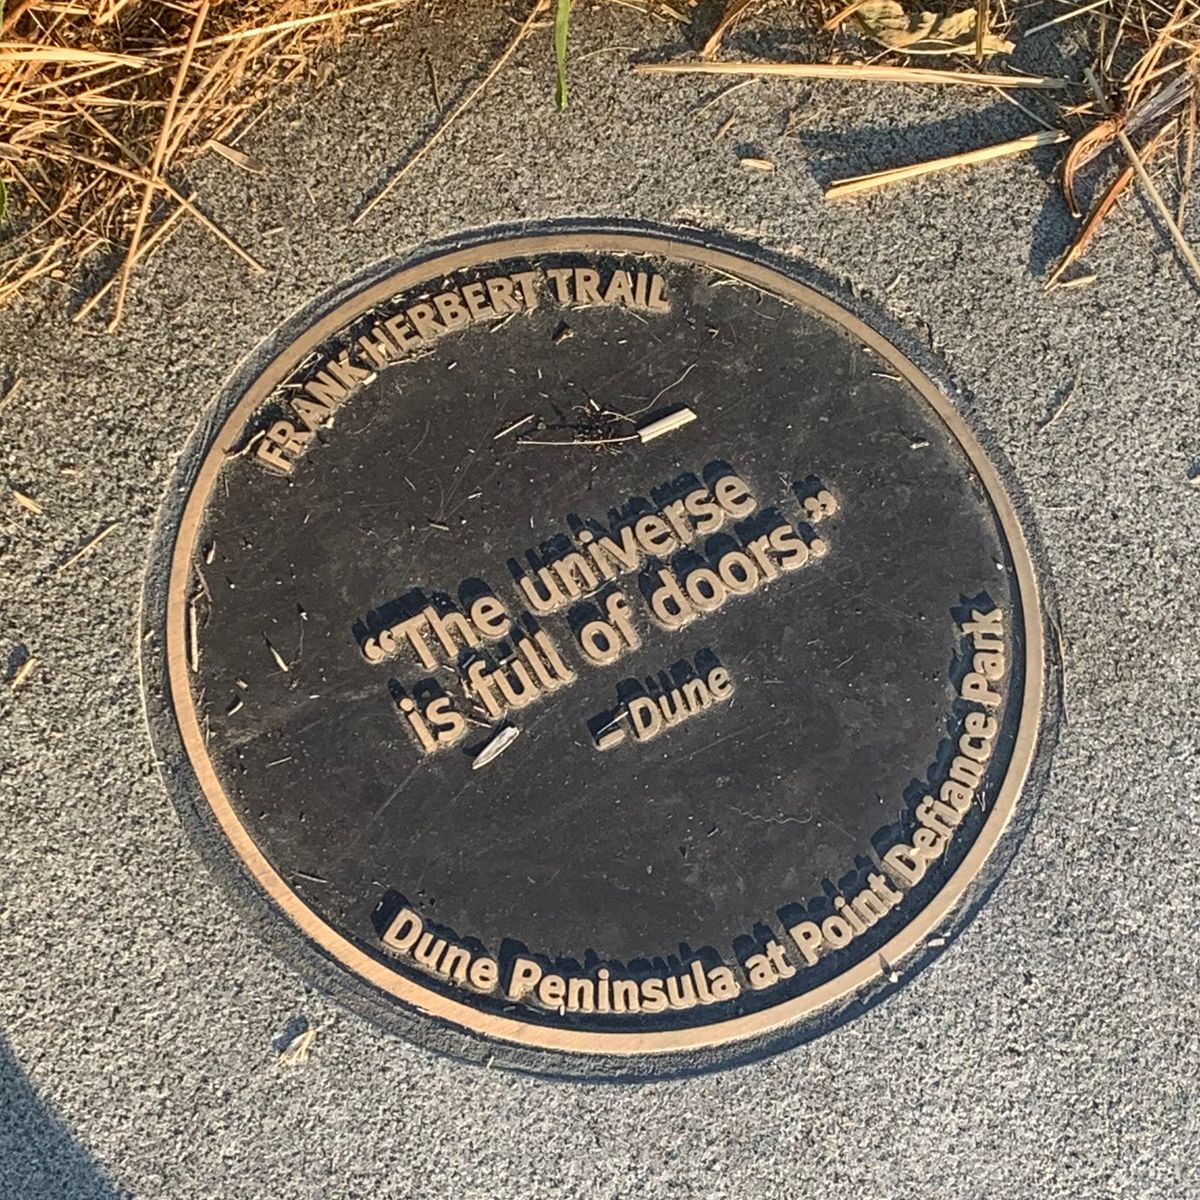 FRANK HERBERT TRAIL
“The universe
is full of doors.”
–Dune
Dune Peninsula at Point Defiance Park